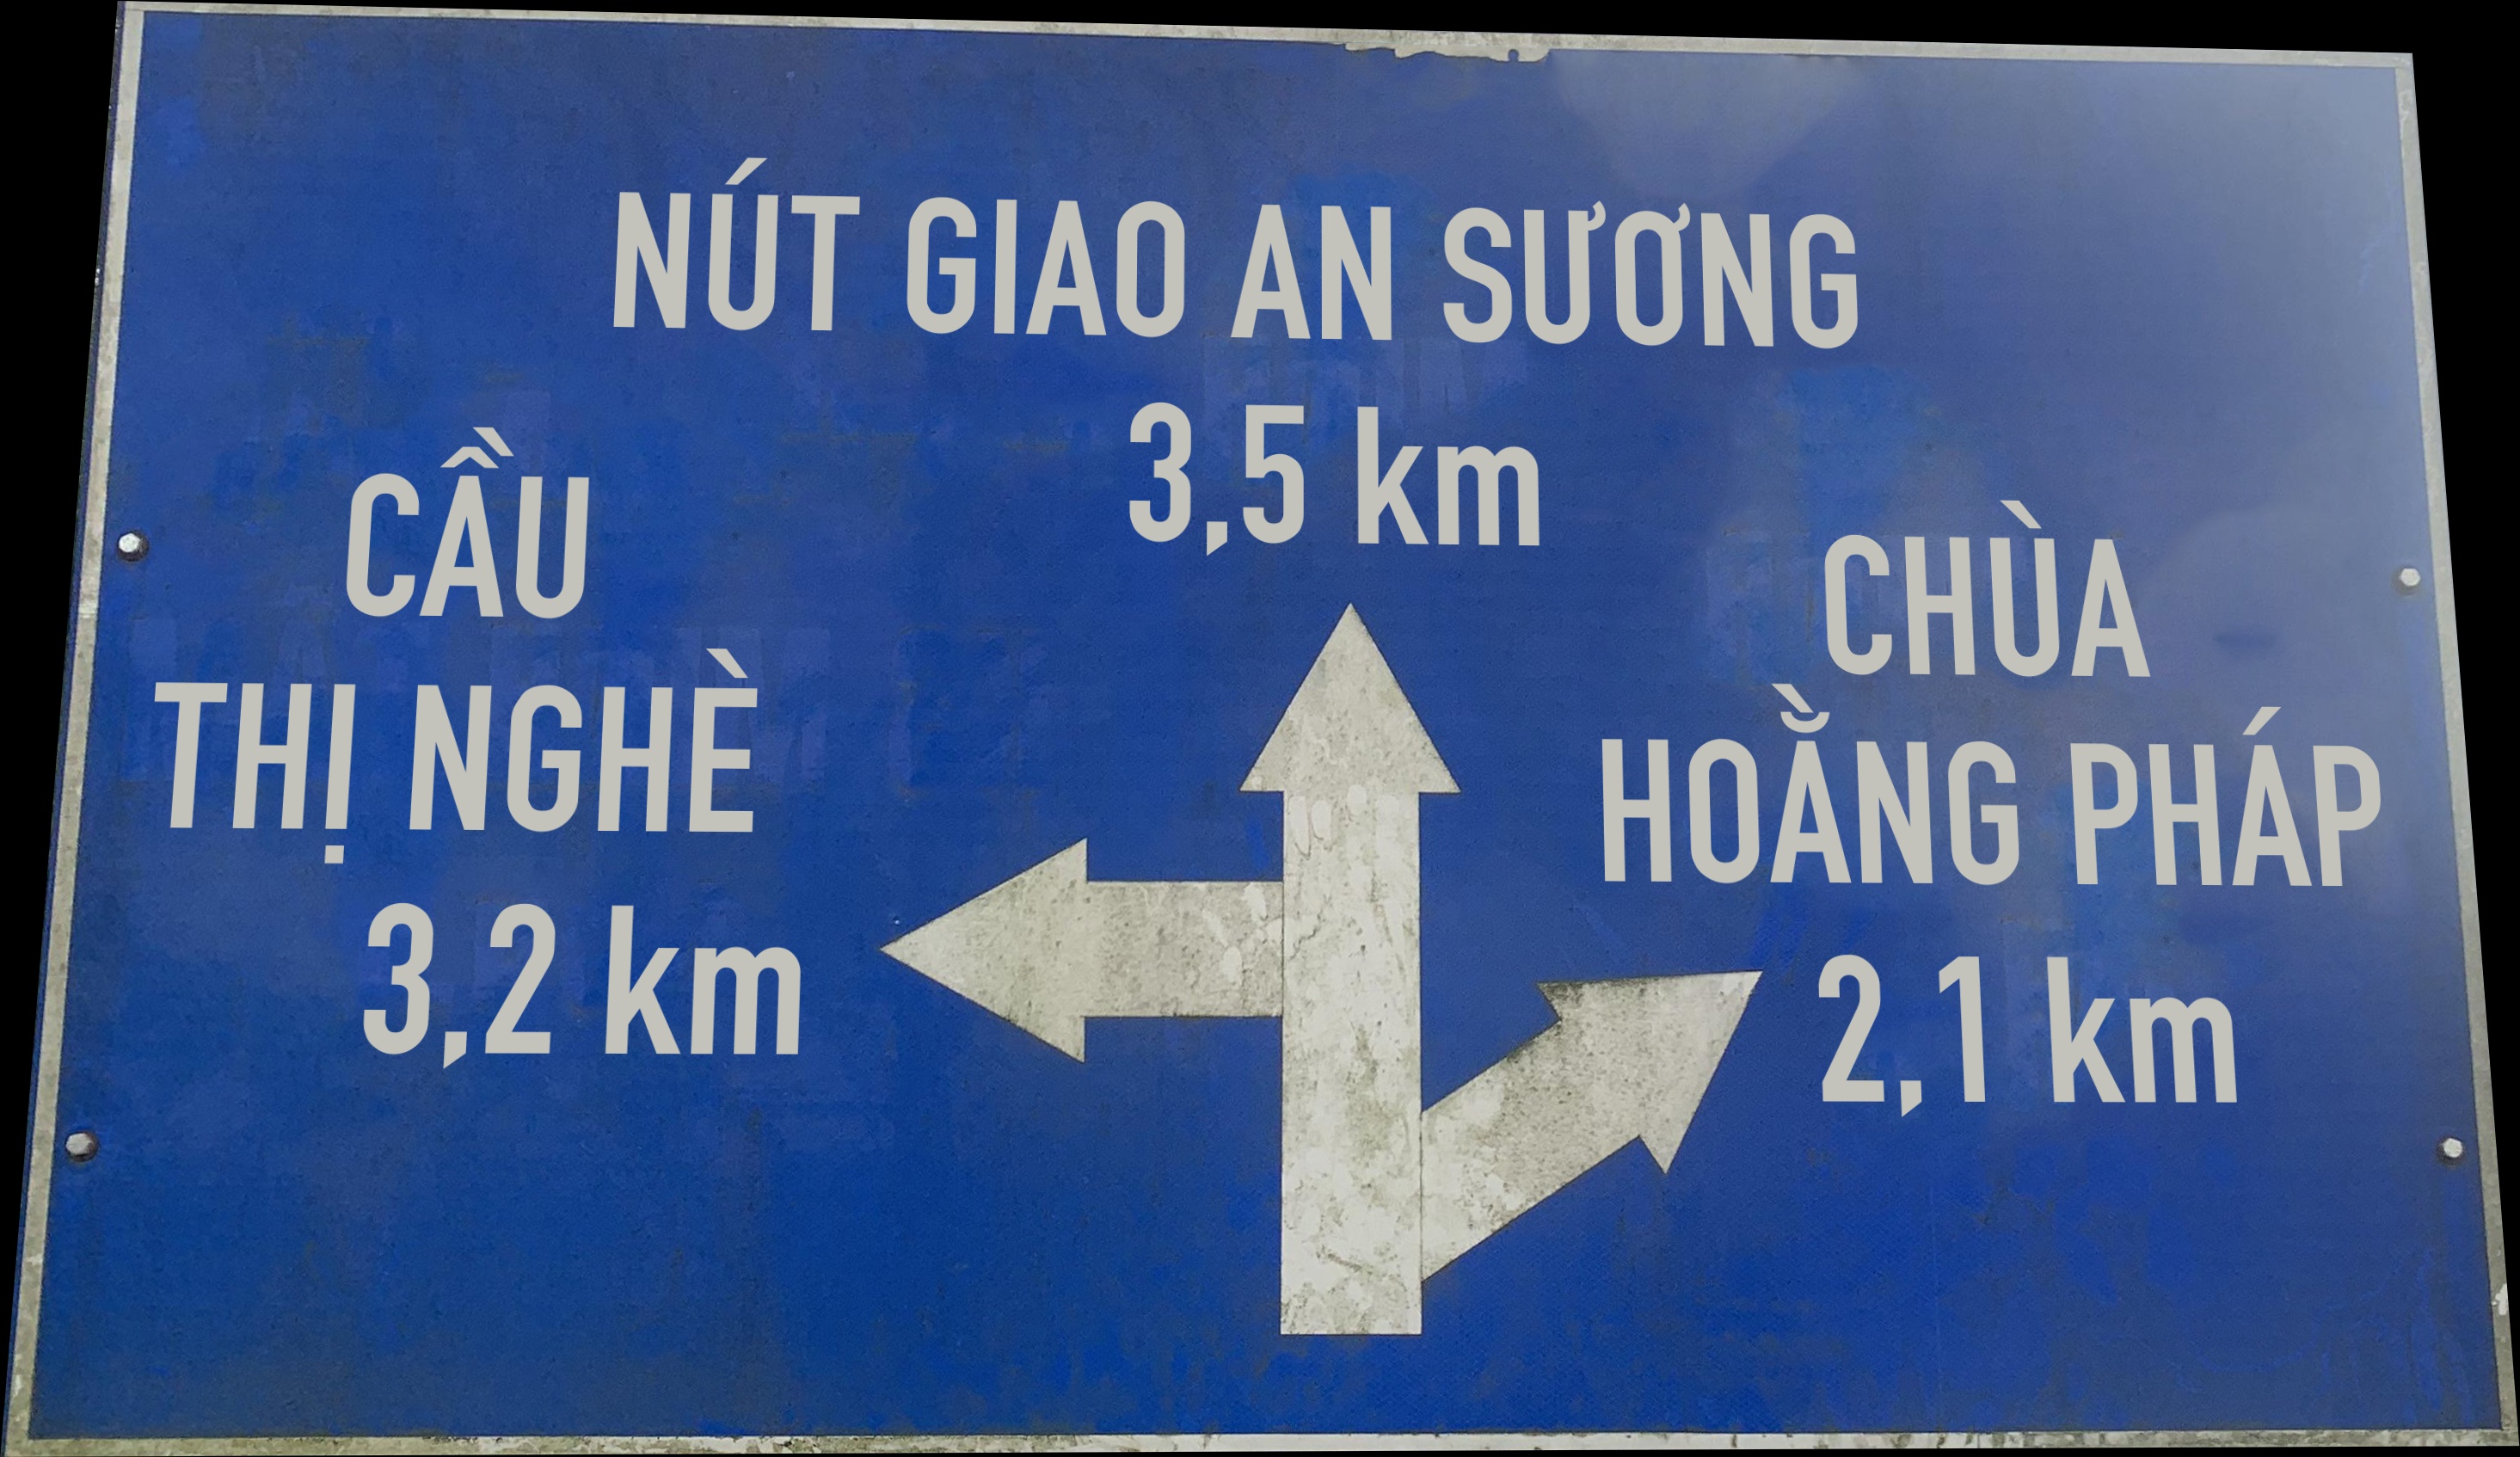 NÚT GIAO AN SƯƠNG
3,5 km
CẦU
THỊ NGHÈ
3,2 km
CHÙA
HOẰNG PHÁP
2,1 km